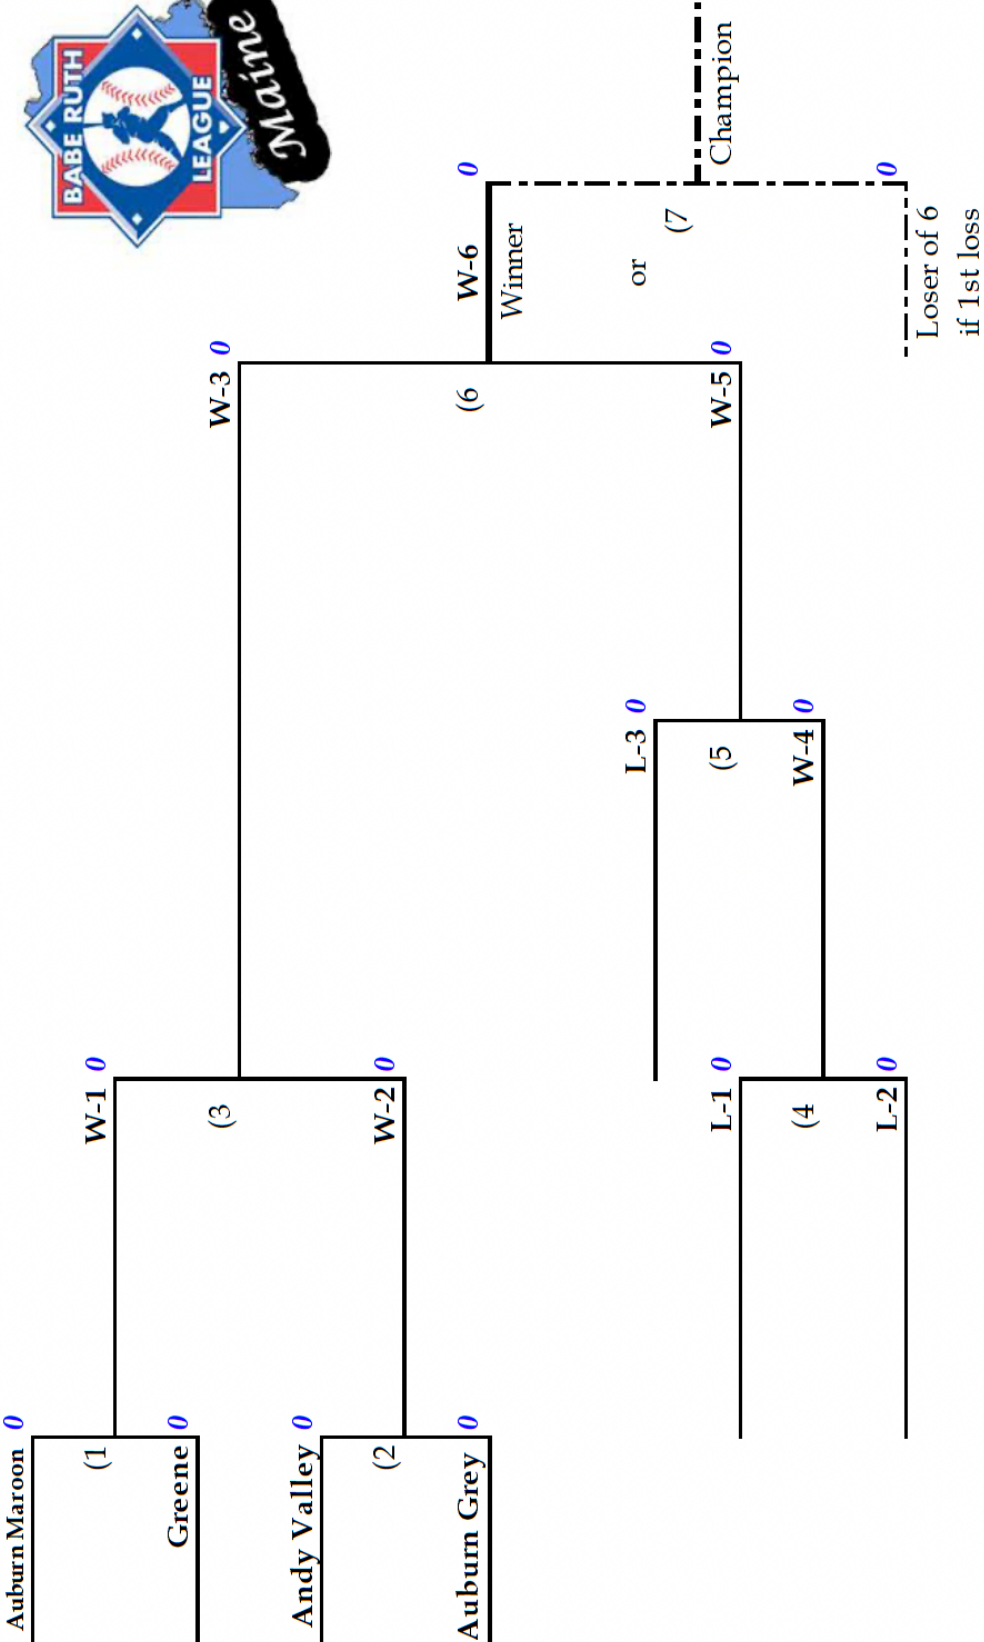 BABE RUTH
LEAGUE
Maine
Auburn Maroon 0
(1
Greene 0
Andy Valley 0
(2
Auburn Grey 0
W-1 0
(3
W-2 0
L-1 0
(4
L-2 0
L-3 0
(5
W-4 0
W-3 0
(6
W-5 0
W-6 0
Winner
or
(7
0
Loser of 6
if 1st loss
Champion